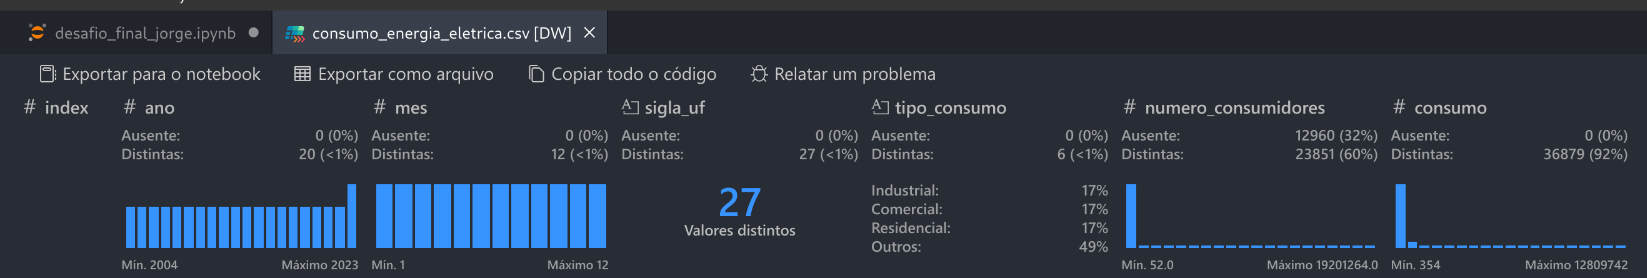 desafio_final_jorge.ipynb consumo_energia_eletrica.csv [DW]
Exportar para o notebook Exportar como arquivo Copiar todo o código Relatar um problema
# index # ano # mes sigla_uf tipo_consumo # numero_consumidores # consumo
Ausente: 0 (0%) Ausente: 0 (0%) Ausente: 0 (0%) Ausente: 0 (0%) Ausente: 12960 (32%) Ausente: 0 (0%)
Distintas: 20 (<1%) Distintas: 12 (<1%) Distintas: 27 (<1%) Distintas: 6 (<1%) Distintas: 23851 (60%) Distintas: 36879 (92%)
27
Valores distintos
Industrial: 17%
Comercial: 17%
Residencial: 17%
Outros: 49%
Mín. 2004 Máximo 2023 Mín. 1 Máximo 12 Mín. 52.0 Máximo 19201264.0 Mín. 354 Máximo 12809742